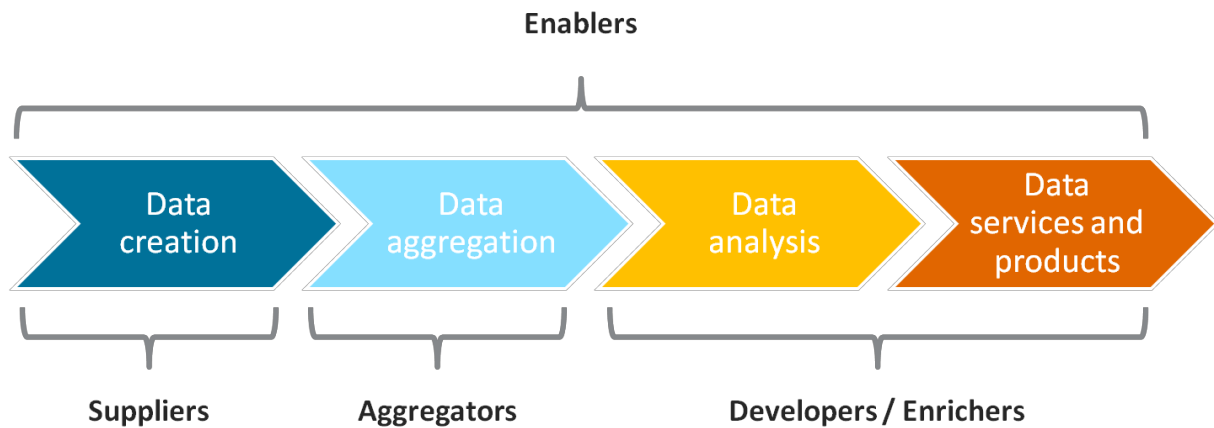 Enablers
Data
creation
Data
aggregation
Data
analysis
Data
services and
products
Suppliers
Aggregators
Developers / Enrichers